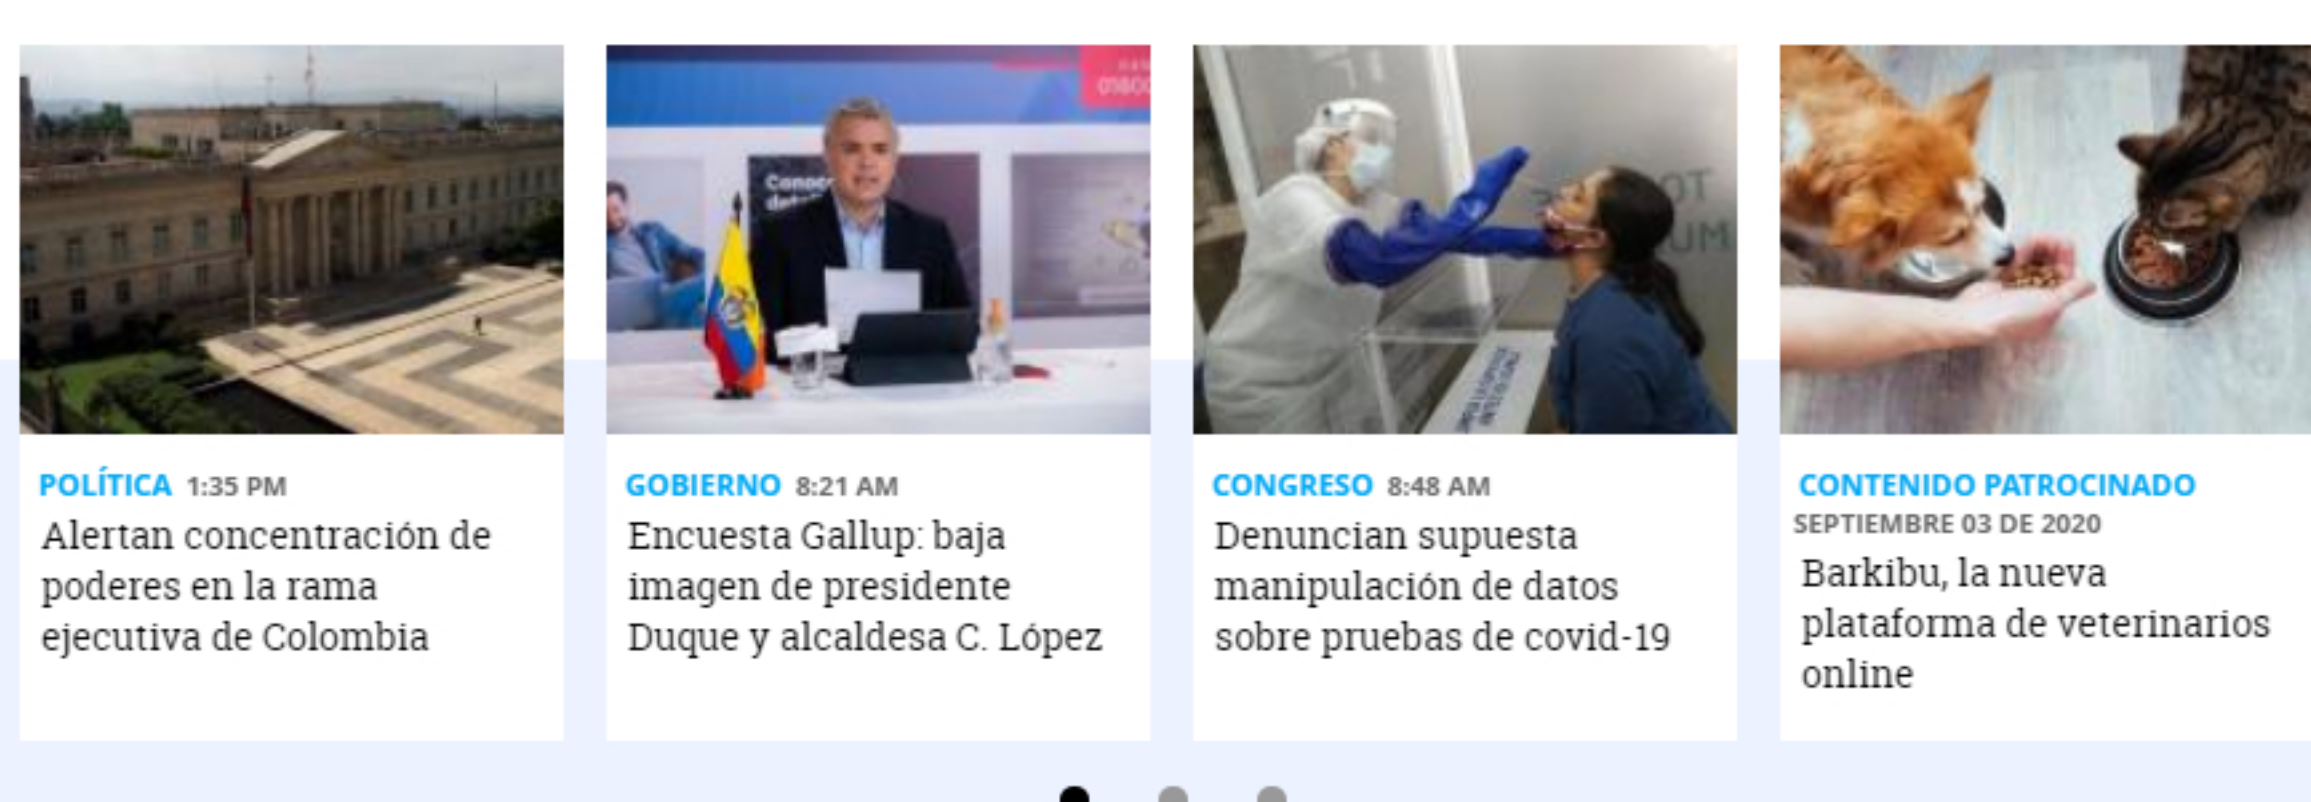 01800
Conoce
POLÍTICA 1:35 PM
Alertan concentración de
poderes en la rama
ejecutiva de Colombia
GOBIERNO 8:21 AM
Encuesta Gallup: baja
imagen de presidente
Duque y alcaldesa C. López
CONGRESO 8:48 AM
Denuncian supuesta
manipulación de datos
sobre pruebas de covid-19
CONTENIDO PATROCINADO
SEPTIEMBRE 03 DE 2020
Barkibu, la nueva
plataforma de veterinarios
online